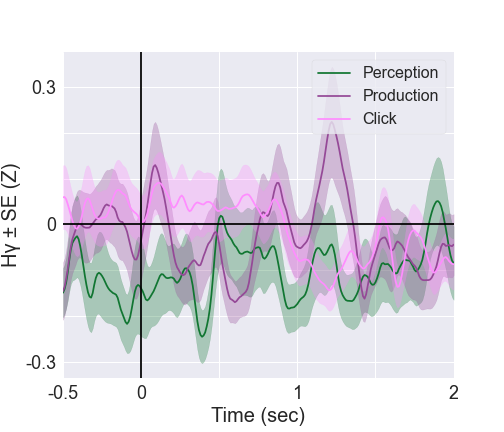 Perception
Production
Click
0.3
0
-0.3
Hγ ± SE (Z)
-0.5
0
1
2
Time (sec)